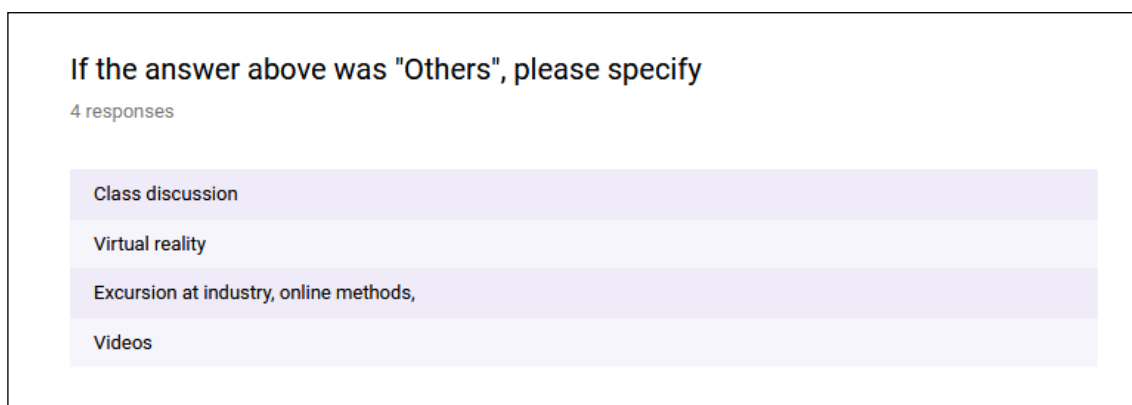 If the answer above was "Others", please specify
4 responses
Class discussion
Virtual reality
Excursion at industry, online methods,
Videos